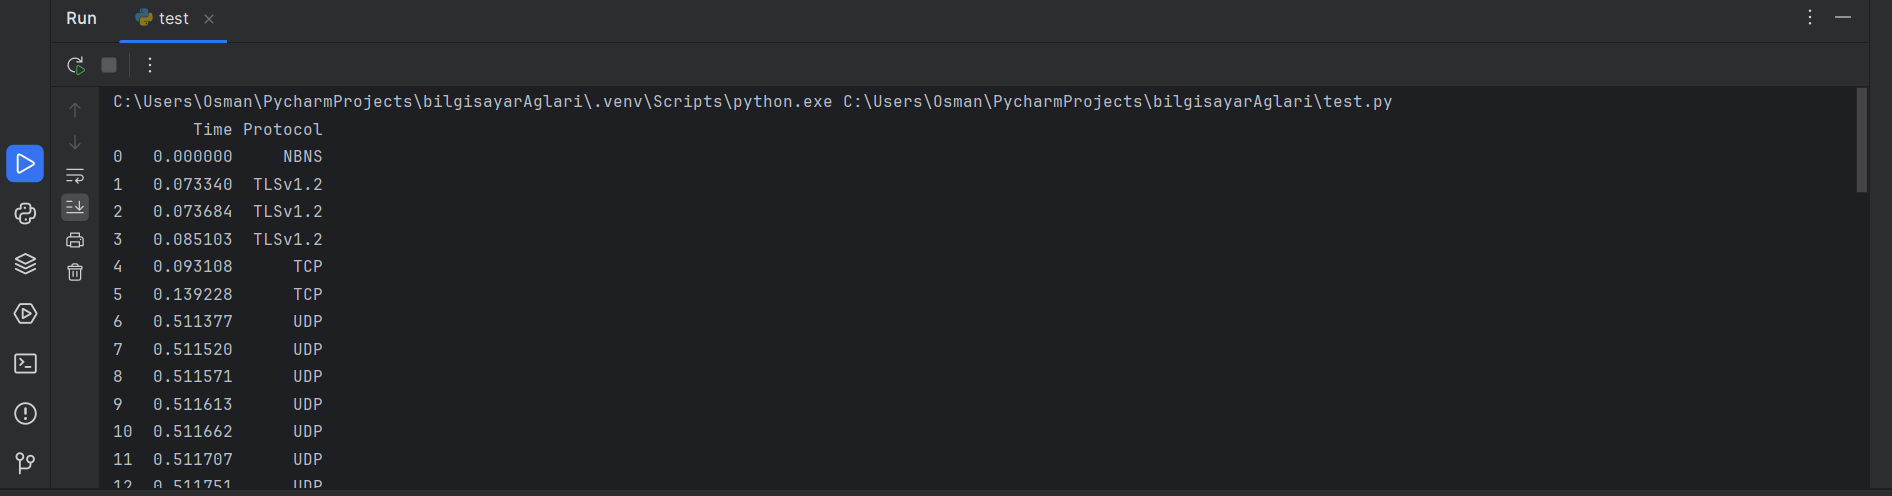 Run test
C:\Users\Osman\PycharmProjects\bilgisayarAglari\.venv\Scripts\python.exe C:\Users\Osman\PycharmProjects\bilgisayarAglari\test.py
Time Protocol
0 0.000000 NBNS
1 0.073340 TLSv1.2
2 0.073684 TLSv1.2
3 0.085103 TLSv1.2
4 0.093108 TCP
5 0.139228 TCP
6 0.511377 UDP
7 0.511520 UDP
8 0.511571 UDP
9 0.511613 UDP
10 0.511662 UDP
11 0.511707 UDP
12 0.511751 UDP